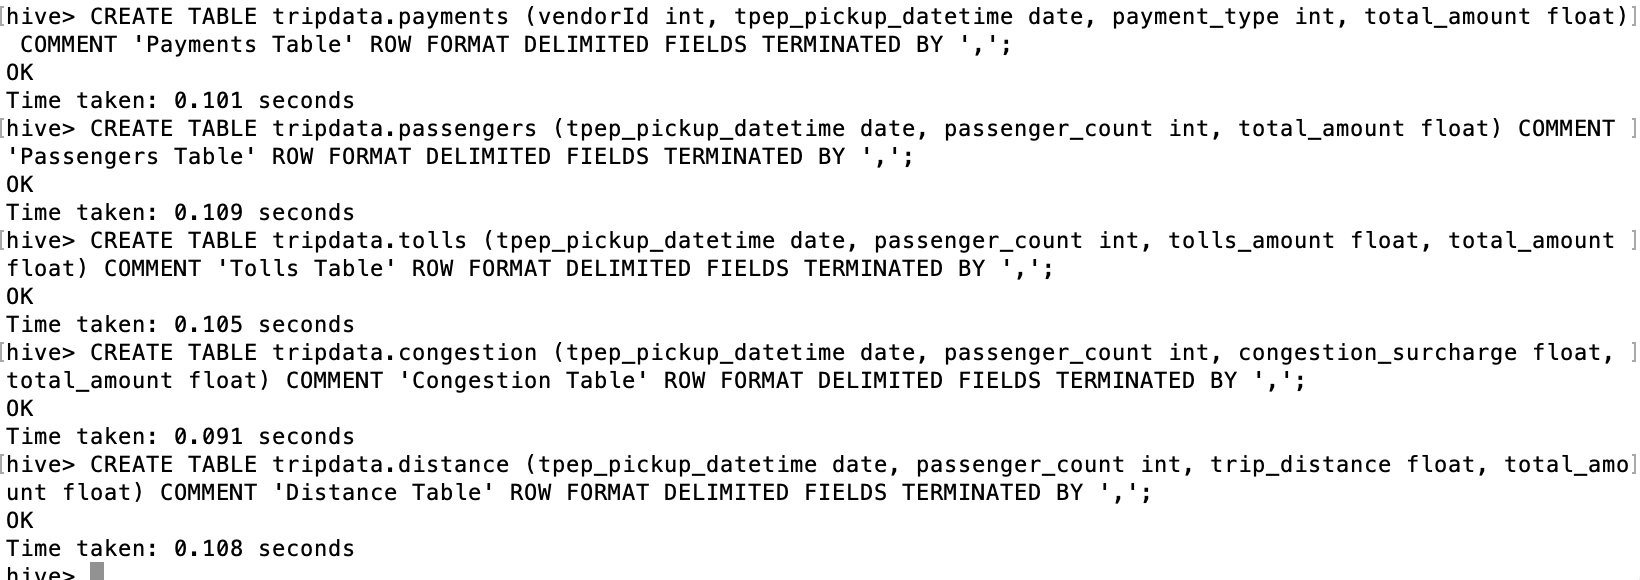 [hive> CREATE TABLE tripdata.payments (vendorId int, tpep_pickup_datetime date, payment_type int, total_amount float)]
 COMMENT 'Payments Table' ROW FORMAT DELIMITED FIELDS TERMINATED BY ',';
OK
Time taken: 0.101 seconds
[hive> CREATE TABLE tripdata.passengers (tpep_pickup_datetime date, passenger_count int, total_amount float) COMMENT ]
'Passengers Table' ROW FORMAT DELIMITED FIELDS TERMINATED BY ',';
OK
Time taken: 0.109 seconds
[hive> CREATE TABLE tripdata.tolls (tpep_pickup_datetime date, passenger_count int, tolls_amount float, total_amount ]
float) COMMENT 'Tolls Table' ROW FORMAT DELIMITED FIELDS TERMINATED BY ',';
OK
Time taken: 0.105 seconds
[hive> CREATE TABLE tripdata.congestion (tpep_pickup_datetime date, passenger_count int, congestion_surcharge float, ]
total_amount float) COMMENT 'Congestion Table' ROW FORMAT DELIMITED FIELDS TERMINATED BY ',';
OK
Time taken: 0.091 seconds
[hive> CREATE TABLE tripdata.distance (tpep_pickup_datetime date, passenger_count int, trip_distance float, total_amo]
unt float) COMMENT 'Distance Table' ROW FORMAT DELIMITED FIELDS TERMINATED BY ',';
OK
Time taken: 0.108 seconds
hive>